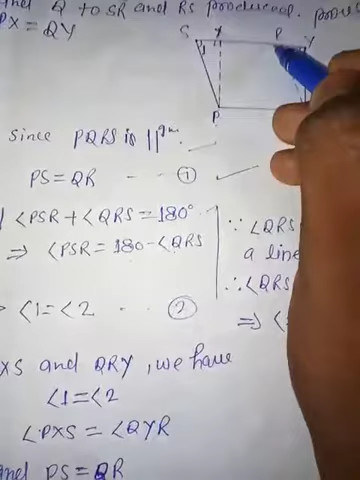 Q to SR and RS produced. prove
PX = QY
S X P Y
1
P
since PQRS is ||gm
PS = QR - - - ①
<PSR + <QRS = 180°
⇒ <PSR = 180 - <QRS
∵ <QRS
a line
∴ <QRS
⇒ <1 = <2 - - - ②
⇒ <
XS and QRY, we have
<1 = <2
<PXS = <QYR
and PS = QR